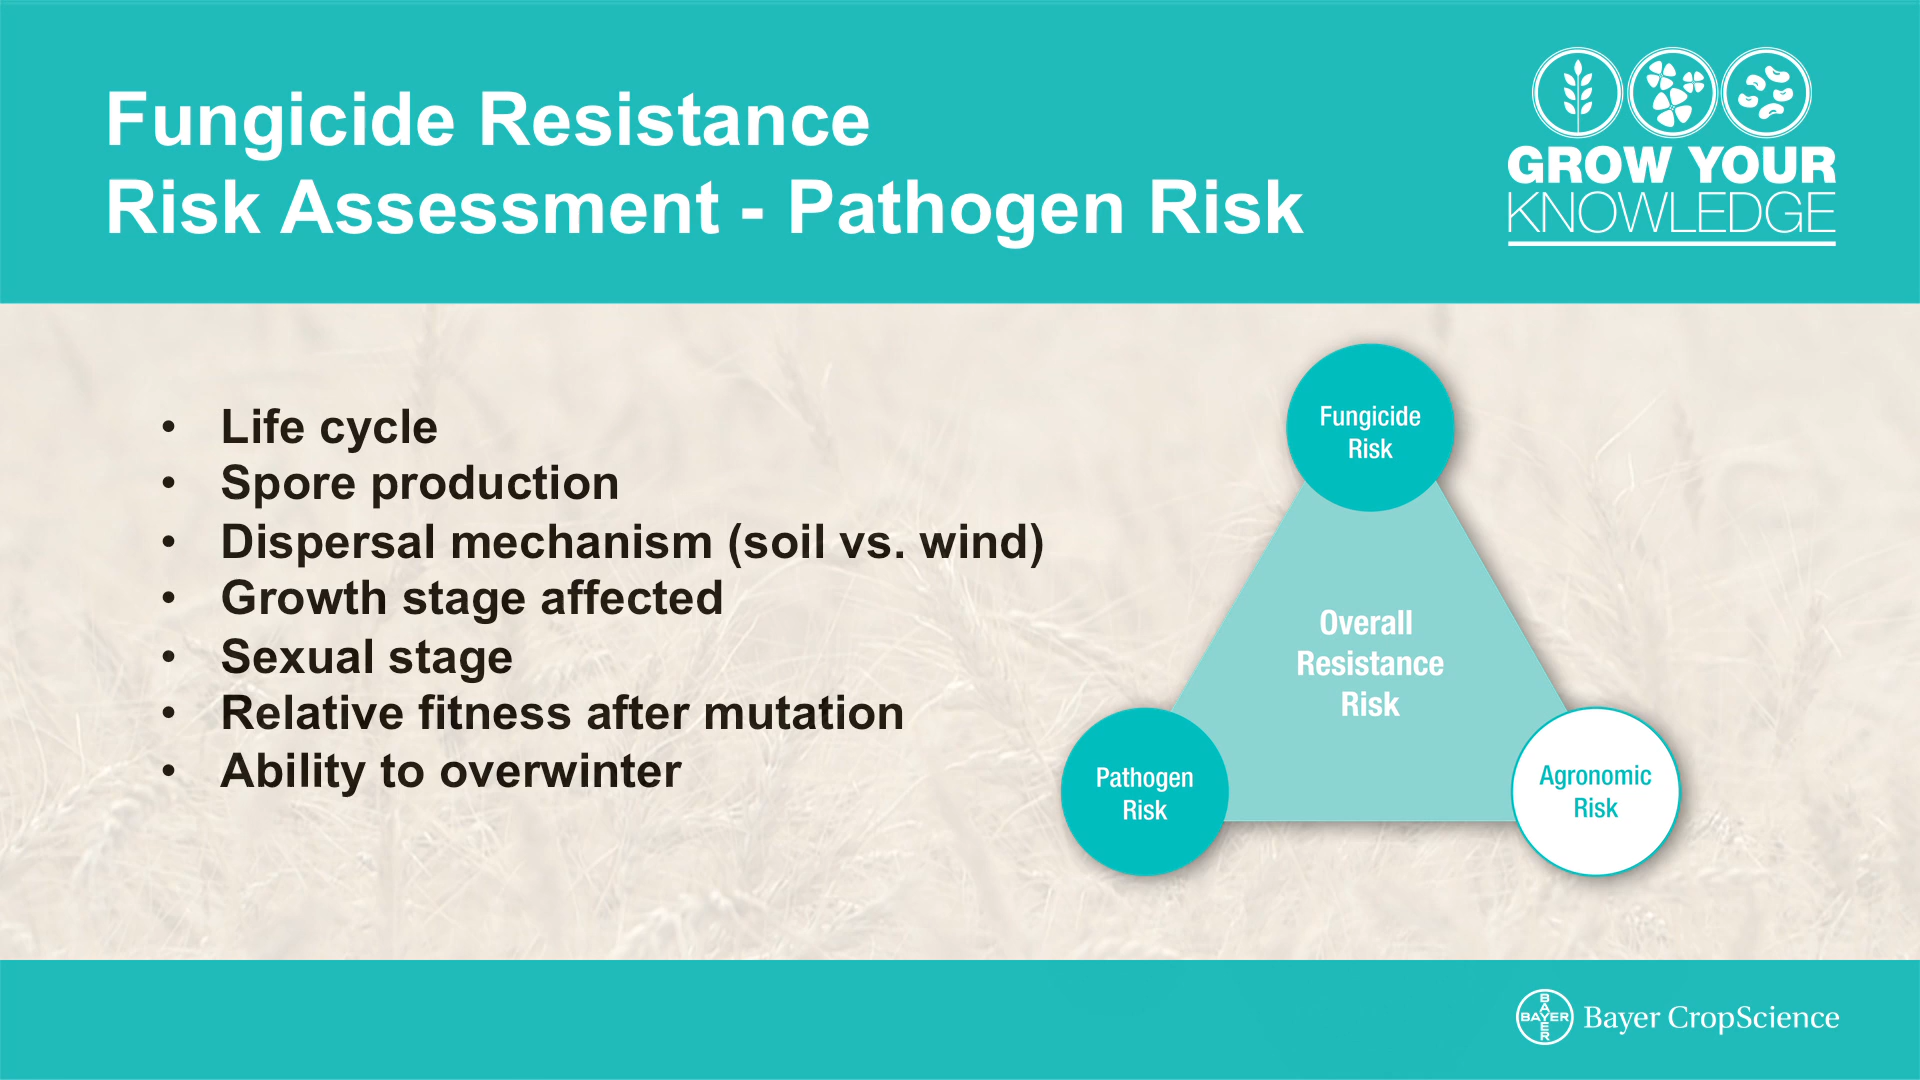 Fungicide Resistance
Risk Assessment - Pathogen Risk
GROW YOUR
KNOWLEDGE
• Life cycle
• Spore production
• Dispersal mechanism (soil vs. wind)
• Growth stage affected
• Sexual stage
• Relative fitness after mutation
• Ability to overwinter
Fungicide
Risk
Overall
Resistance
Risk
Pathogen
Risk
Agronomic
Risk
BAYER
BAYER
Bayer CropScience